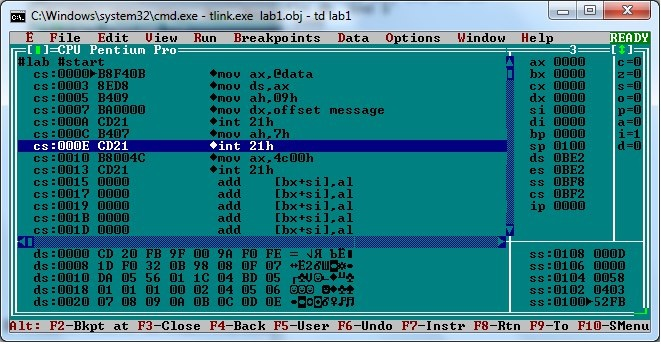 C:\Windows\system32\cmd.exe - tlink.exe lab1.obj - td lab1
E File Edit View Run Breakpoints Data Options Window Help READY
CPU Pentium Pro 3
#lab #start
cs:0000 B8F40B mov ax,@data
cs:0003 8ED8 mov ds,ax
cs:0005 B409 mov ah,09h
cs:0007 BA0000 mov dx,offset message
cs:000A CD21 int 21h
cs:000C B407 mov ah,7h
cs:000E CD21 int 21h
cs:0010 B8004C mov ax,4c00h
cs:0013 CD21 int 21h
cs:0015 0000 add [bx+si],al
cs:0017 0000 add [bx+si],al
cs:0019 0000 add [bx+si],al
cs:001B 0000 add [bx+si],al
cs:001D 0000 add [bx+si],al
ax 0000 c=0
bx 0000 z=0
cx 0000 s=0
dx 0000 o=0
si 0000 p=0
di 0000 a=0
bp 0000 i=1
sp 0100 d=0
ds 0BE2
es 0BE2
ss 0BF8
cs 0BF2
ip 0000
ds:0000 CD 20 FB 9F 00 9A F0 FE
ds:0008 1D F0 32 0B 98 08 0F 07
ds:0010 DA 05 56 01 1C 04 BD 05
ds:0018 01 01 01 00 02 04 05 06
ds:0020 07 08 09 0A 0B 0C 0D 0E
ss:0108 000D
ss:0106 0000
ss:0104 0058
ss:0102 0403
ss:0100 52FB
Alt: F2-Bkpt at F3-Close F4-Back F5-User F6-Undo F7-Instr F8-Rtn F9-To F10-SMenu